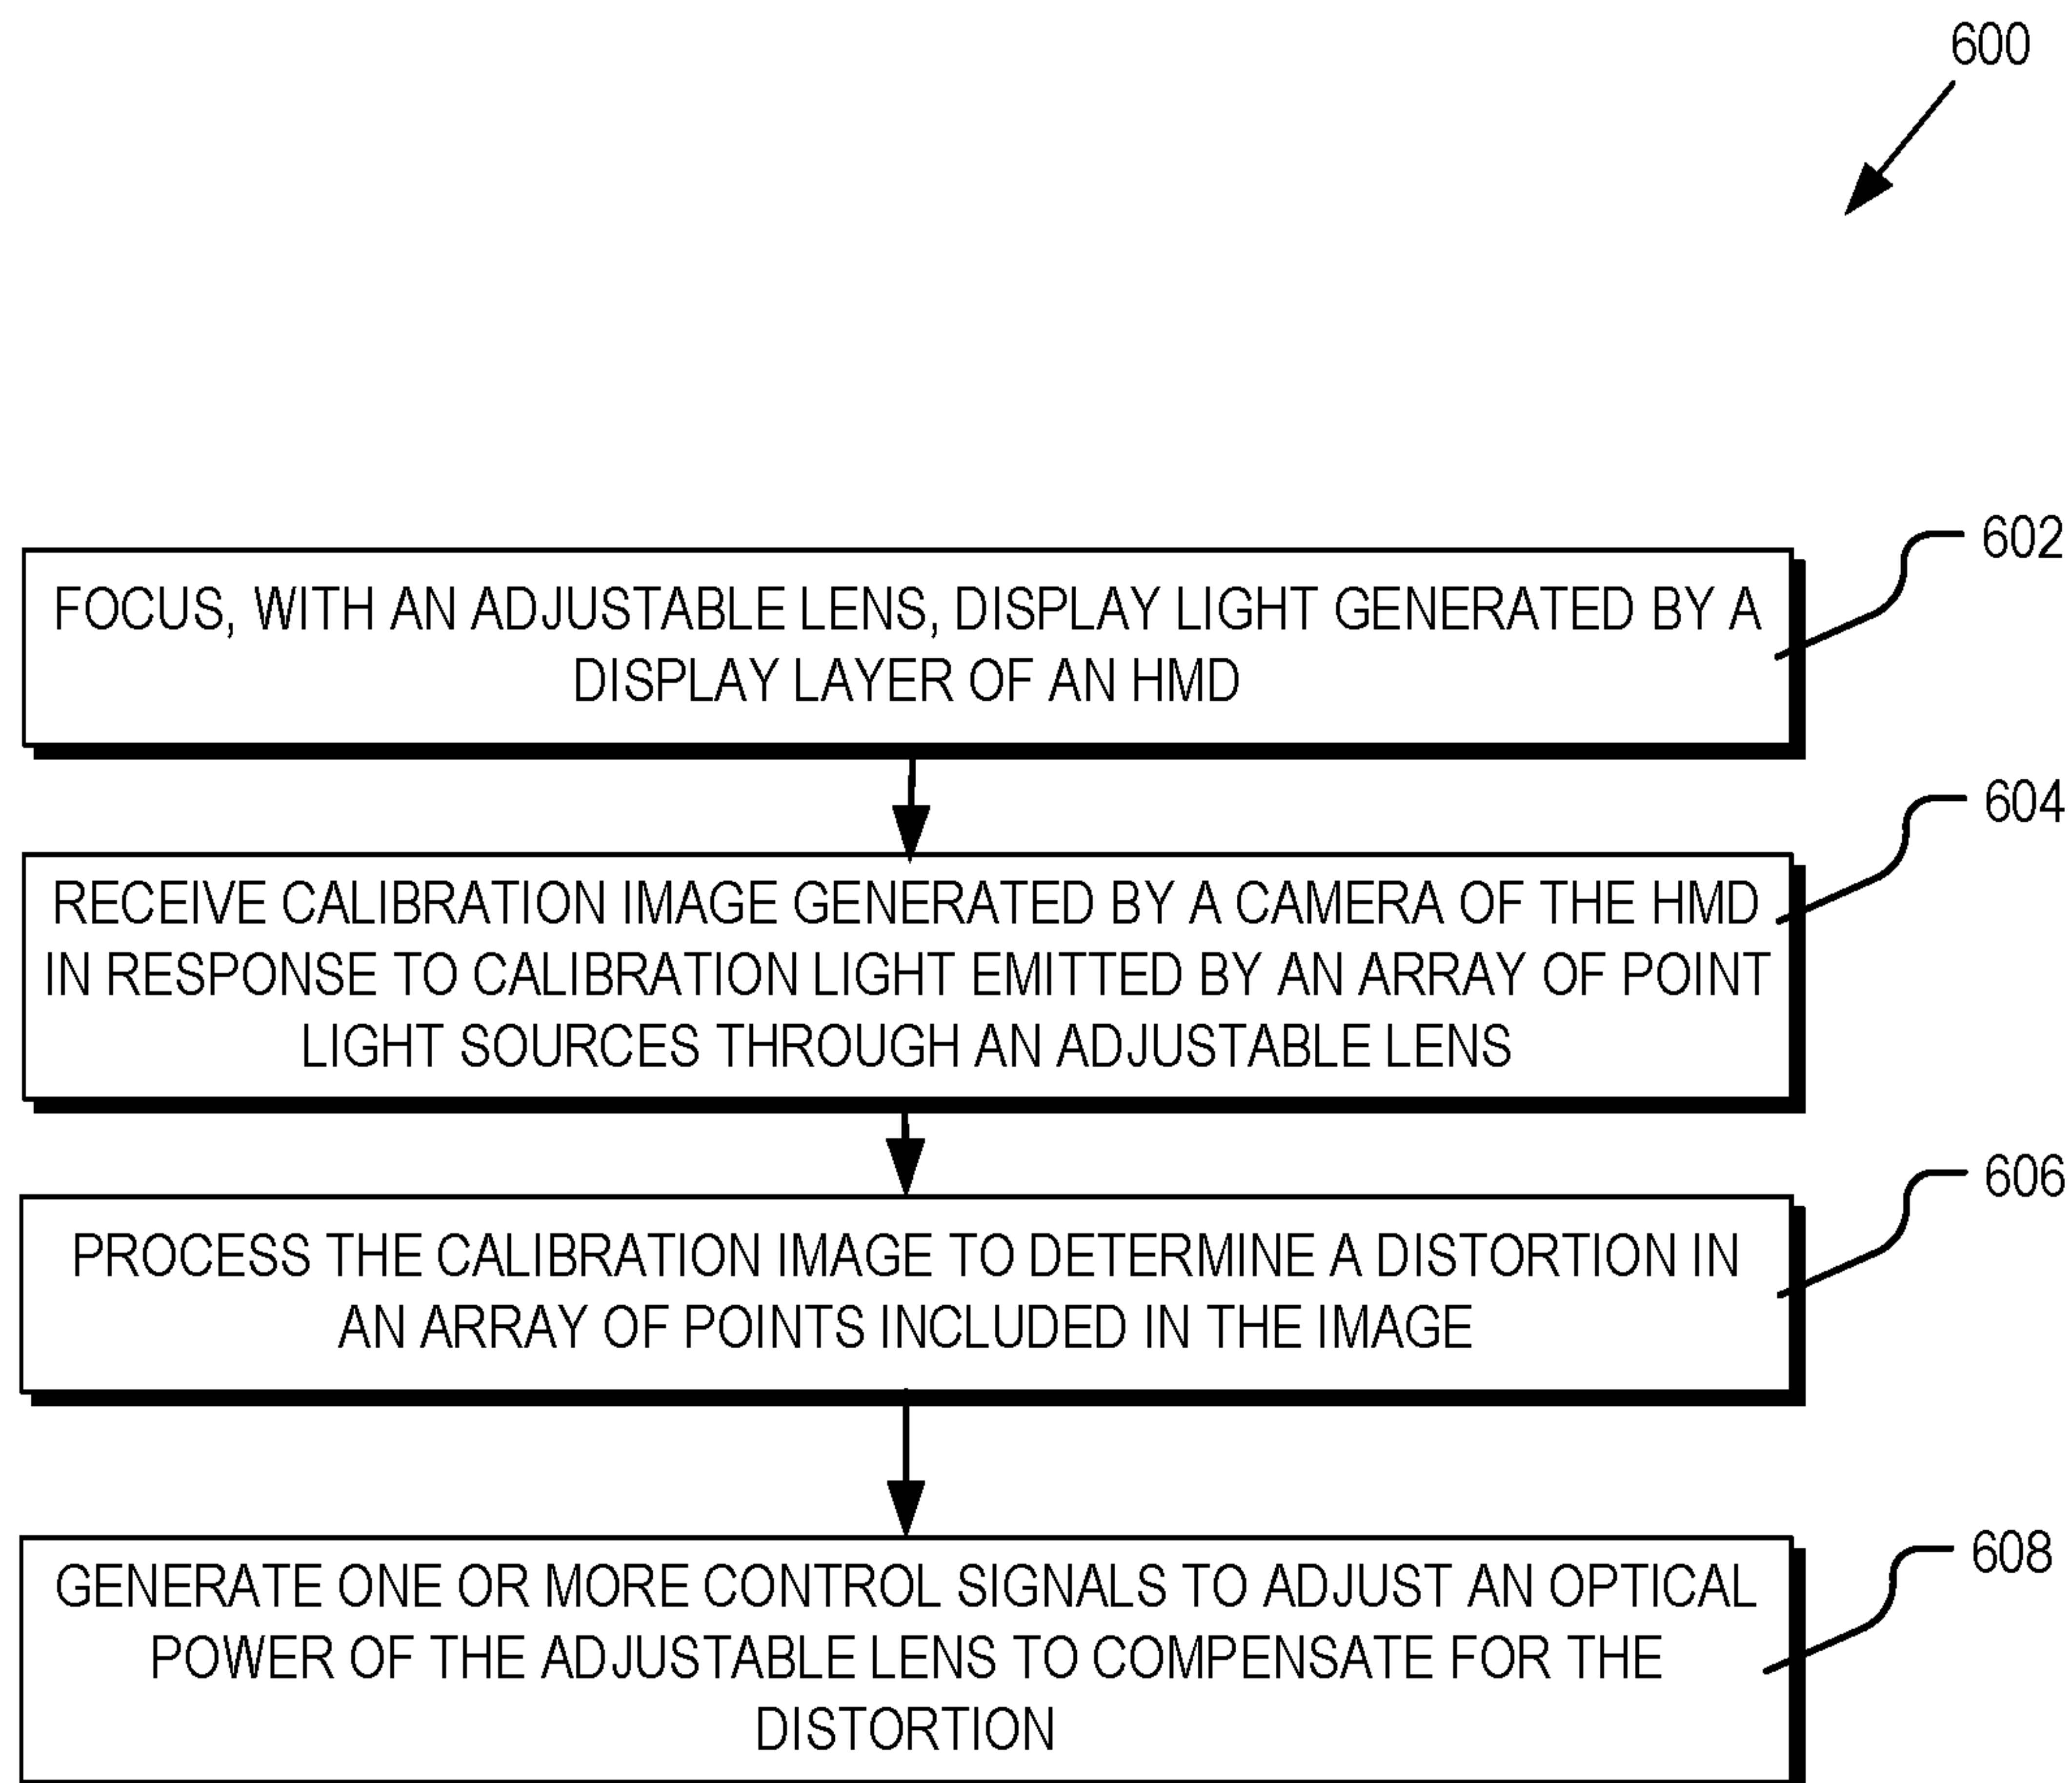 600
602
FOCUS, WITH AN ADJUSTABLE LENS, DISPLAY LIGHT GENERATED BY A
DISPLAY LAYER OF AN HMD
604
RECEIVE CALIBRATION IMAGE GENERATED BY A CAMERA OF THE HMD
IN RESPONSE TO CALIBRATION LIGHT EMITTED BY AN ARRAY OF POINT
LIGHT SOURCES THROUGH AN ADJUSTABLE LENS
606
PROCESS THE CALIBRATION IMAGE TO DETERMINE A DISTORTION IN
AN ARRAY OF POINTS INCLUDED IN THE IMAGE
608
GENERATE ONE OR MORE CONTROL SIGNALS TO ADJUST AN OPTICAL
POWER OF THE ADJUSTABLE LENS TO COMPENSATE FOR THE
DISTORTION